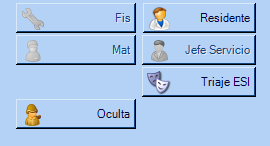 Fis
Residente
Mat
Jefe Servicio
Triaje ESI
Oculta